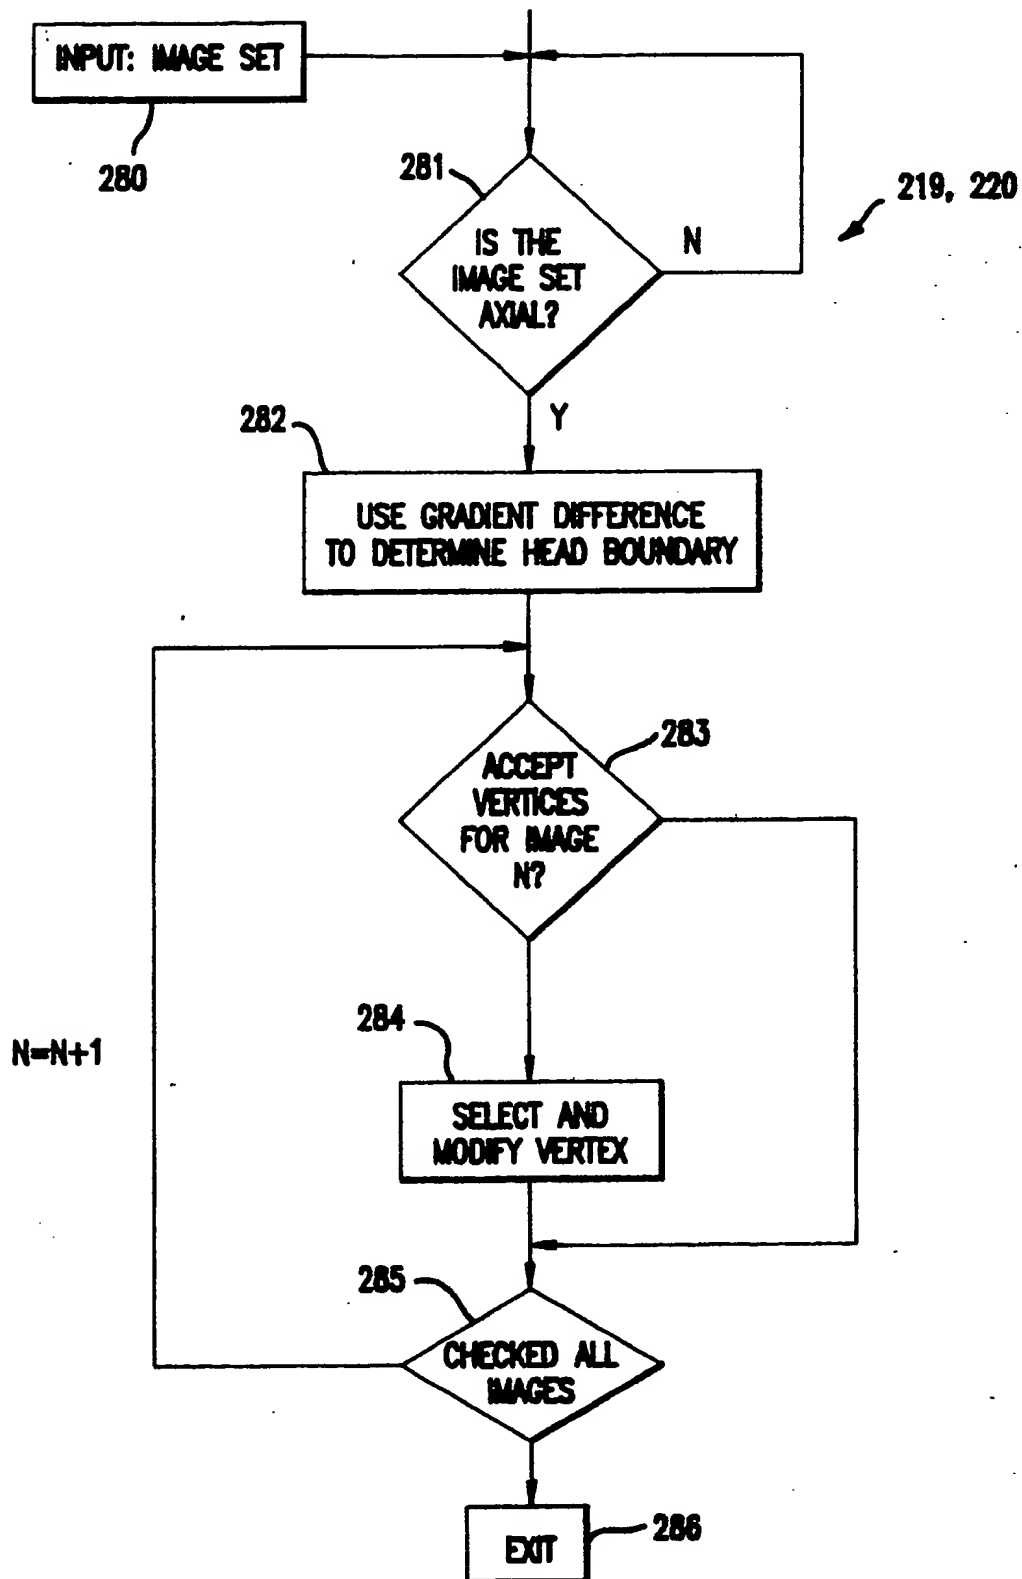 INPUT: IMAGE SET
280
281
219, 220
IS THE
IMAGE SET
AXIAL?
N
Y
282
USE GRADIENT DIFFERENCE
TO DETERMINE HEAD BOUNDARY
283
ACCEPT
VERTICES
FOR IMAGE
N?
284
N=N+1
SELECT AND
MODIFY VERTEX
285
CHECKED ALL
IMAGES
EXIT
286